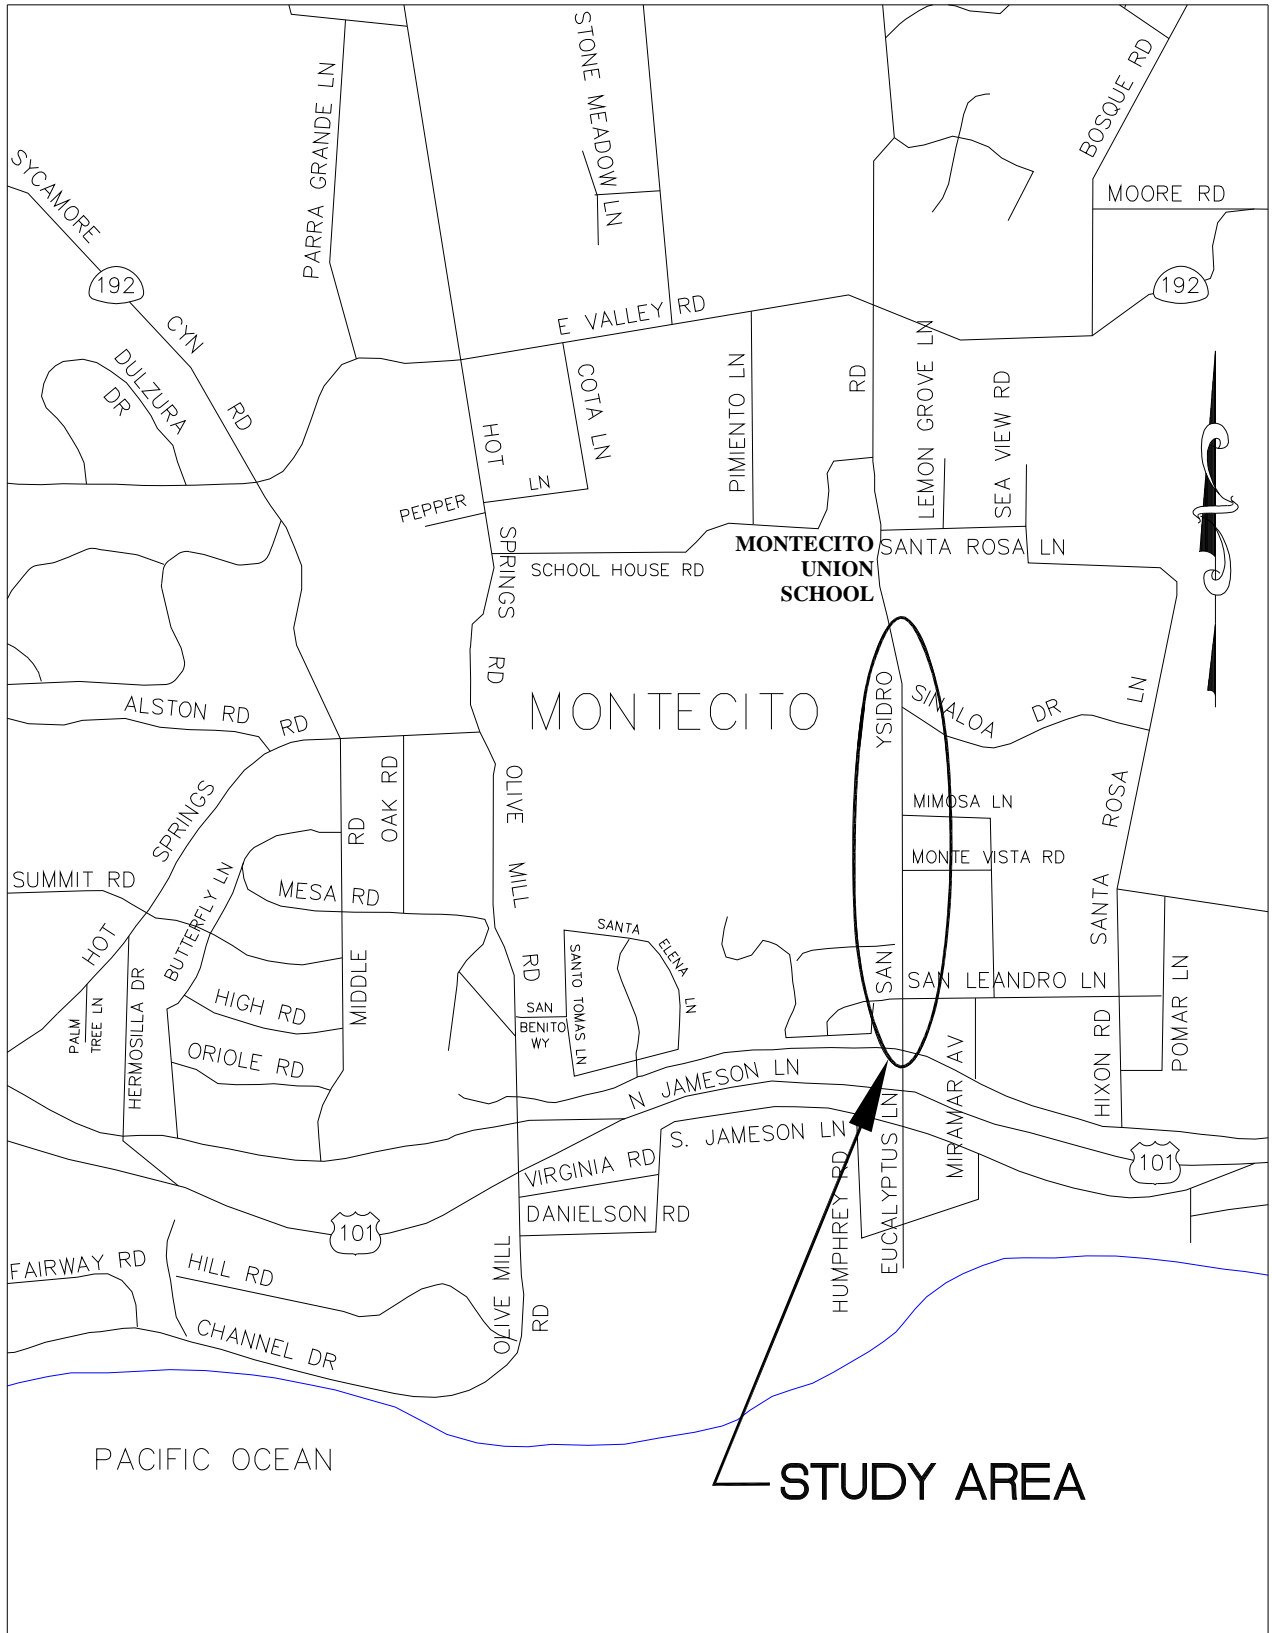 STONE MEADOW LN
PARRA GRANDE LN
BOSQUE RD
MOORE RD
SYCAMORE
192
CYN
RD
192
E VALLEY RD
DULZURA
DR
COTA LN
PIMIENTO LN
RD
LEMON GROVE LN
SEA VIEW RD
HOT
LN
PEPPER
SPRINGS
RD
SCHOOL HOUSE RD
MONTECITO
UNION
SCHOOL
SANTA ROSA LN
MONTECITO
YSIDRO
SINALOA
DR
LN
ALSTON RD
RD
SPRINGS
HOT
OAK RD
OLIVE
MILL
RD
MIMOSA LN
MONTE VISTA RD
ROSA
SANTA
SUMMIT RD
BUTTERFLY LN
RD
MESA RD
MIDDLE
SANTA
ELENA
LN
SANTO TOMAS LN
SAN
BENITO
WY
SAN
SAN LEANDRO LN
POMAR LN
HIXON RD
PALM
TREE LN
HERMOSILLA DR
HIGH RD
ORIOLE RD
N JAMESON LN
S. JAMESON LN
MIRAMAR AV
EUCALYPTUS LN
HUMPHREY RD
VIRGINIA RD
DANIELSON RD
101
101
OLIVE MILL
RD
FAIRWAY RD
HILL RD
CHANNEL DR
PACIFIC OCEAN
STUDY AREA